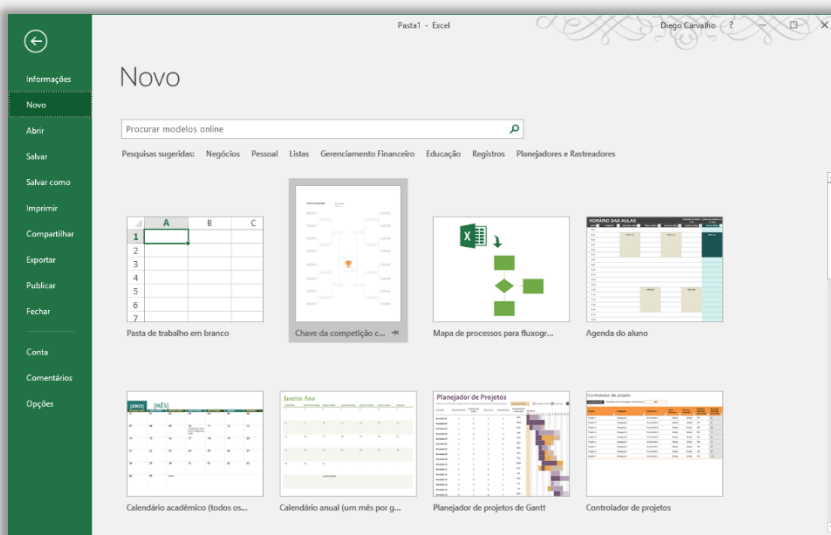 Pasta1 - Excel
Diego Carvalho
?
Informações
Novo
Abrir
Salvar
Salvar como
Imprimir
Compartilhar
Exportar
Publicar
Fechar
Conta
Comentários
Opções
Novo
Procurar modelos online
Pesquisas sugeridas: Negócios Pessoal Listas Gerenciamento Financeiro Educação Registros Planejadores e Rastreadores
A B C
1
2
3
4
5
6
7
HORÁRIO DAS AULAS
Pasta de trabalho em branco
Chave da competição c...
Mapa de processos para fluxogr...
Agenda do aluno
[ANO] [MÊS]
Janeiro Ano
Planejador de Projetos
Controlador de projeto
Calendário acadêmico (todos os...
Calendário anual (um mês por g...
Planejador de projetos de Gantt
Controlador de projetos